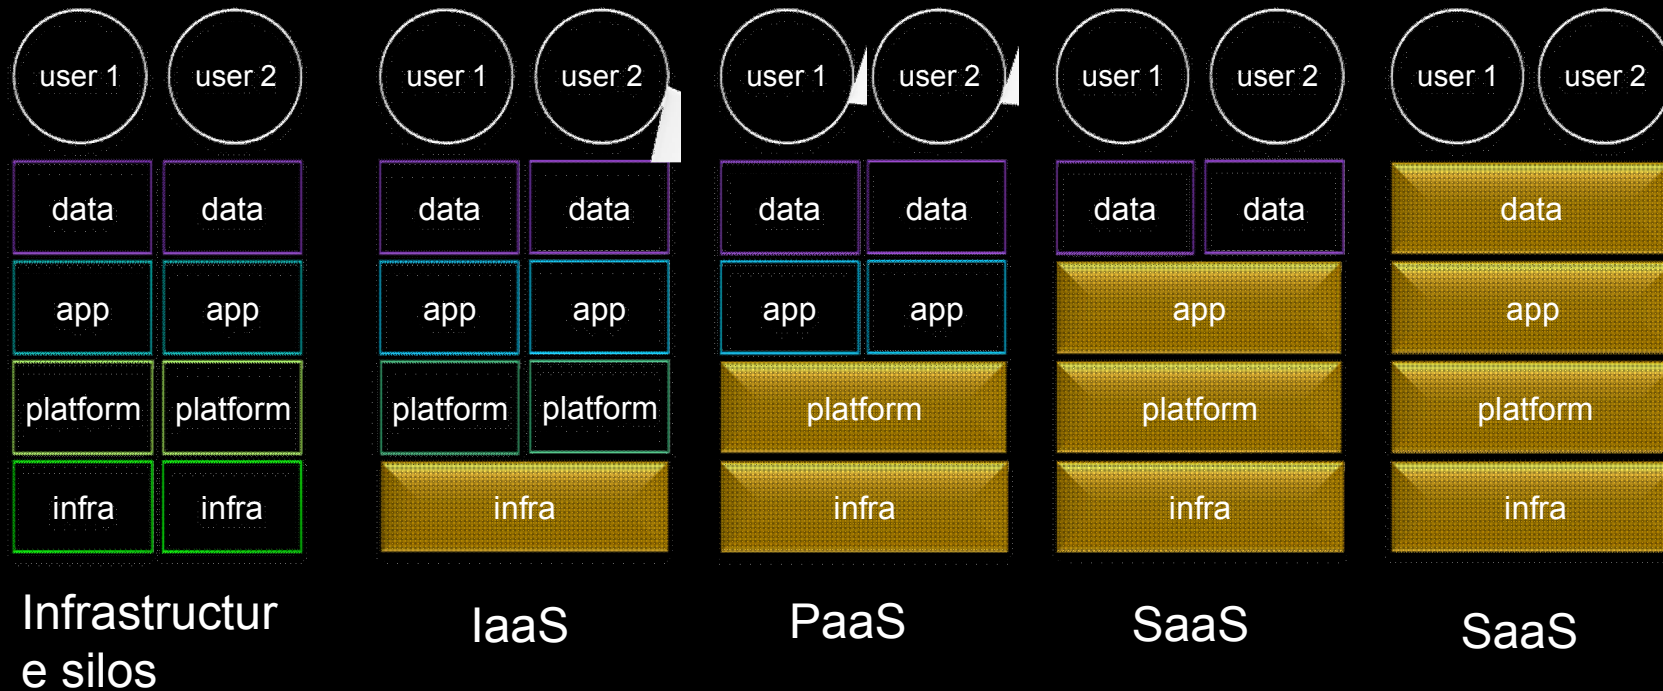 user 1 user 2 user 1 user 2 user 1 user 2 user 1 user 2 user 1 user 2
data data data data data data data data data
app app app app app app app app
platform platform platform platform platform platform platform
infra infra infra infra infra infra
Infrastructur
e silos
IaaS
PaaS
SaaS
SaaS